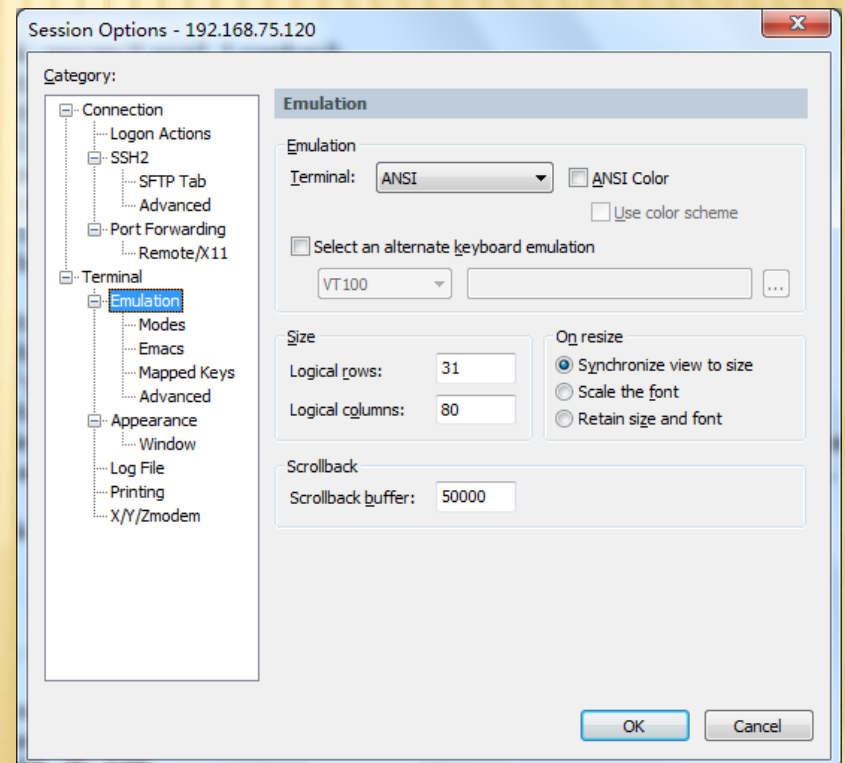 Session Options - 192.168.75.120
Category:
Connection
Logon Actions
SSH2
SFTP Tab
Advanced
Port Forwarding
Remote/X11
Terminal
Emulation
Modes
Emacs
Mapped Keys
Advanced
Appearance
Window
Log File
Printing
X/Y/Zmodem
Emulation
Emulation
Terminal: ANSI ANSI Color
Use color scheme
Select an alternate keyboard emulation
VT100 ...
Size
Logical rows: 31
Logical columns: 80
On resize
Synchronize view to size
Scale the font
Retain size and font
Scrollback
Scrollback buffer: 50000
OK Cancel